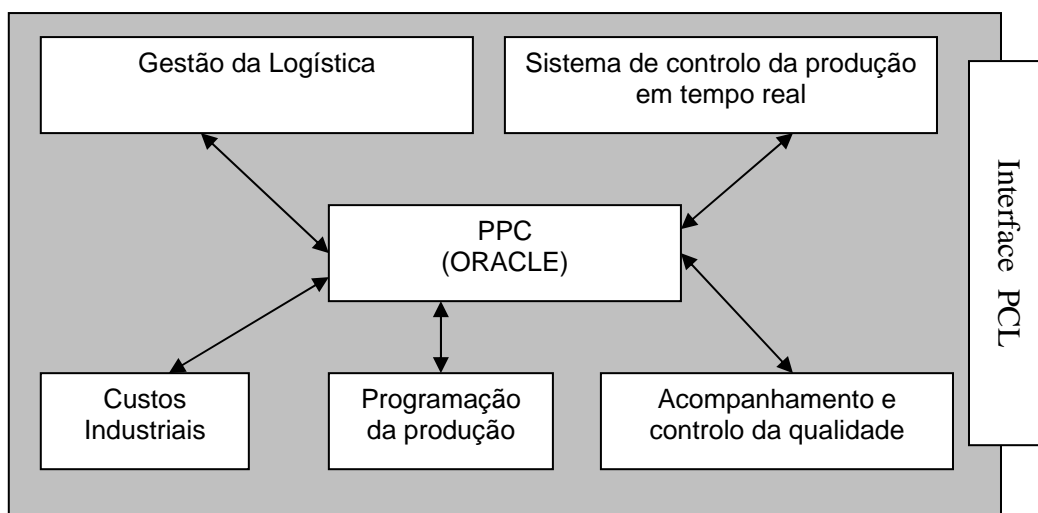 Gestão da Logística
Sistema de controlo da produção
em tempo real
PPC
(ORACLE)
Interface PCL
Custos
Industriais
Programação
da produção
Acompanhamento e
controlo da qualidade